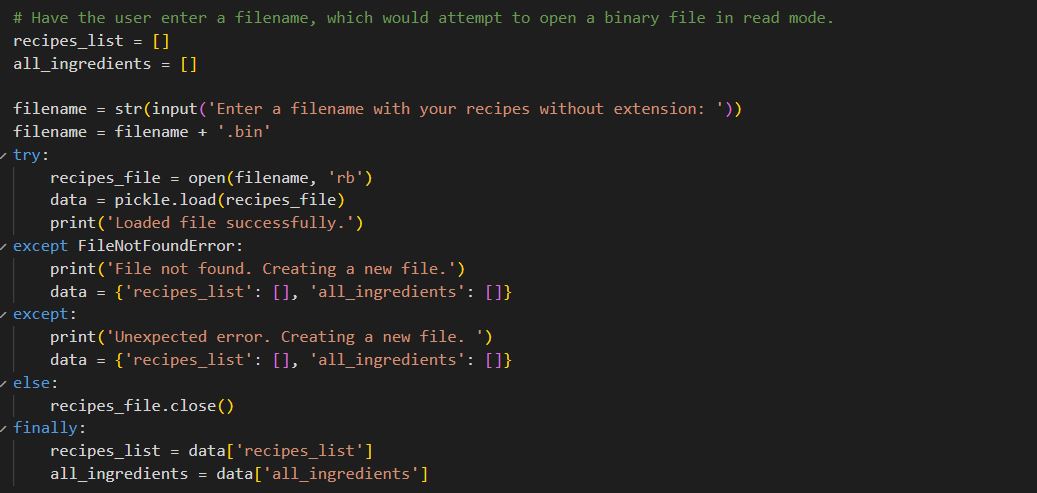 # Have the user enter a filename, which would attempt to open a binary file in read mode.
recipes_list = []
all_ingredients = []
filename = str(input('Enter a filename with your recipes without extension: '))
filename = filename + '.bin'
try:
    recipes_file = open(filename, 'rb')
    data = pickle.load(recipes_file)
    print('Loaded file successfully.')
except FileNotFoundError:
    print('File not found. Creating a new file.')
    data = {'recipes_list': [], 'all_ingredients': []}
except:
    print('Unexpected error. Creating a new file. ')
    data = {'recipes_list': [], 'all_ingredients': []}
else:
    recipes_file.close()
finally:
    recipes_list = data['recipes_list']
    all_ingredients = data['all_ingredients']